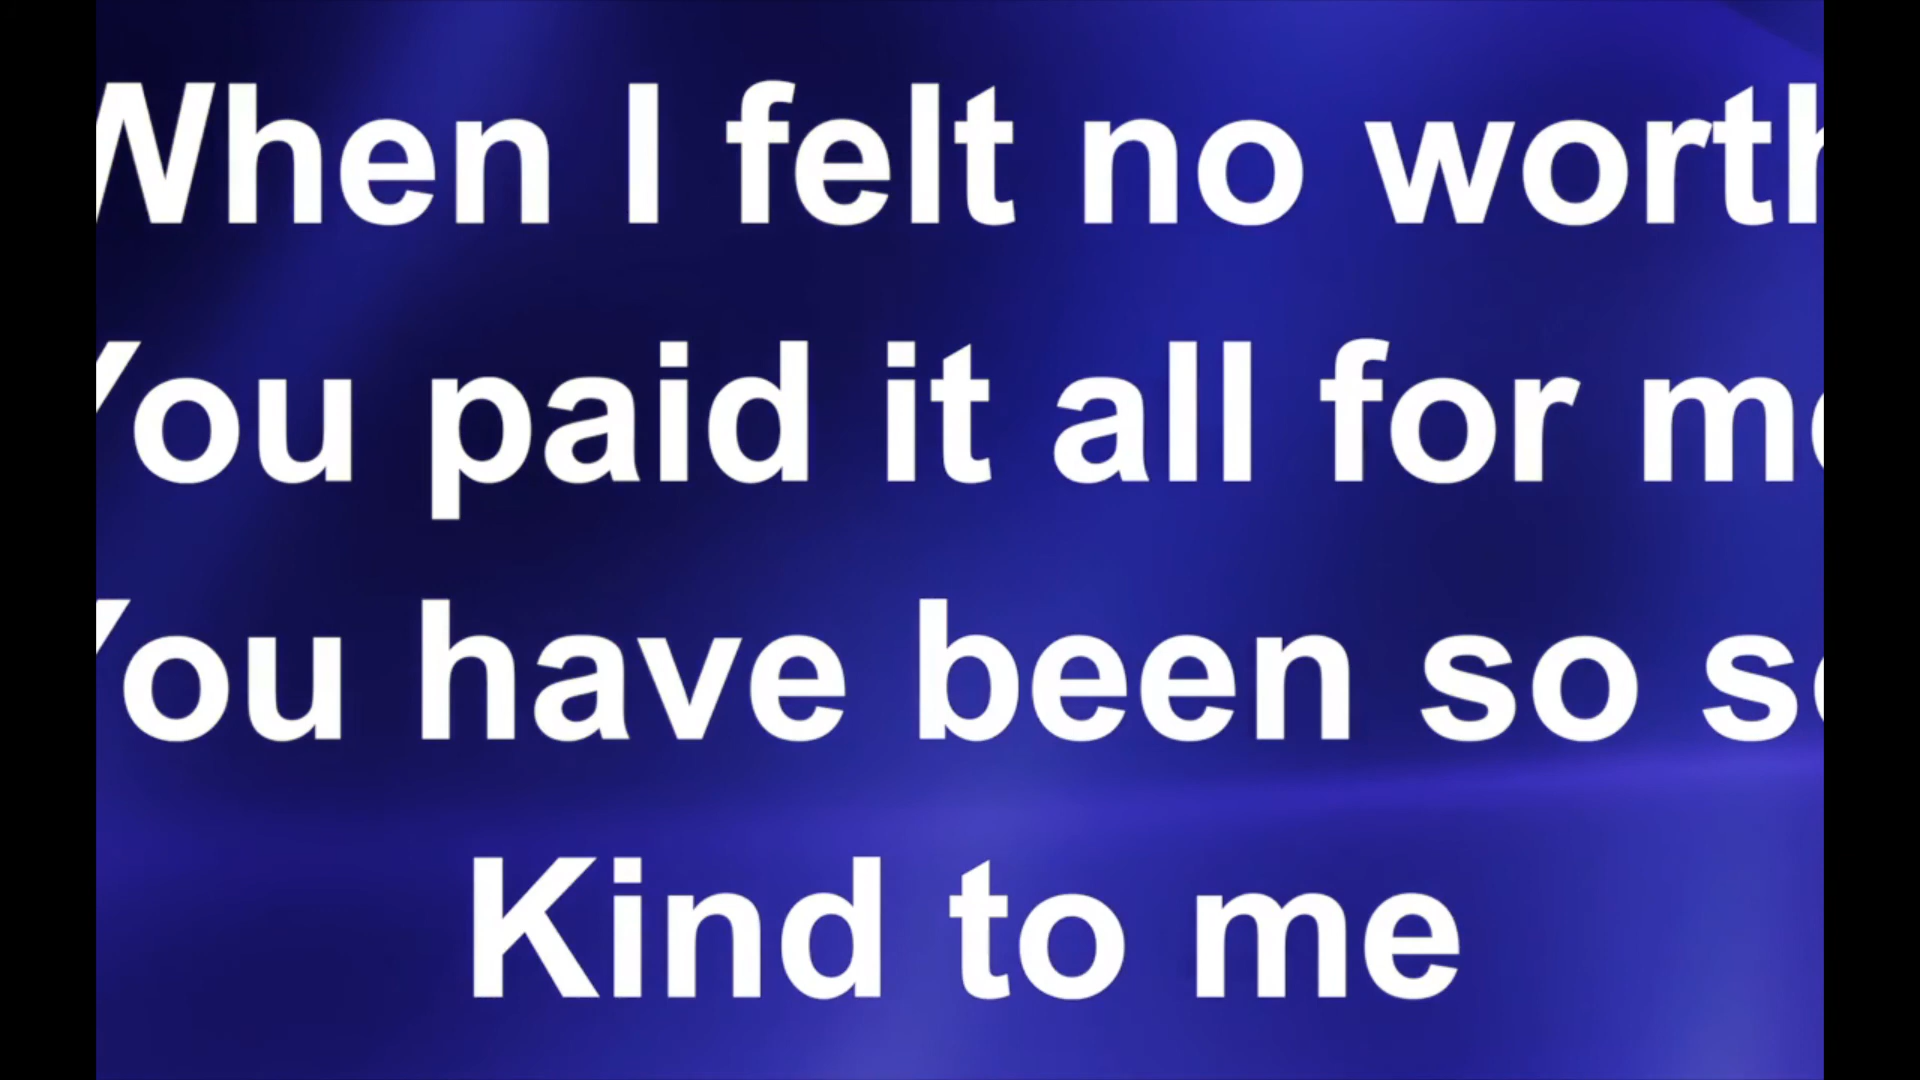 When I felt no worth
You paid it all for me
You have been so so
Kind to me